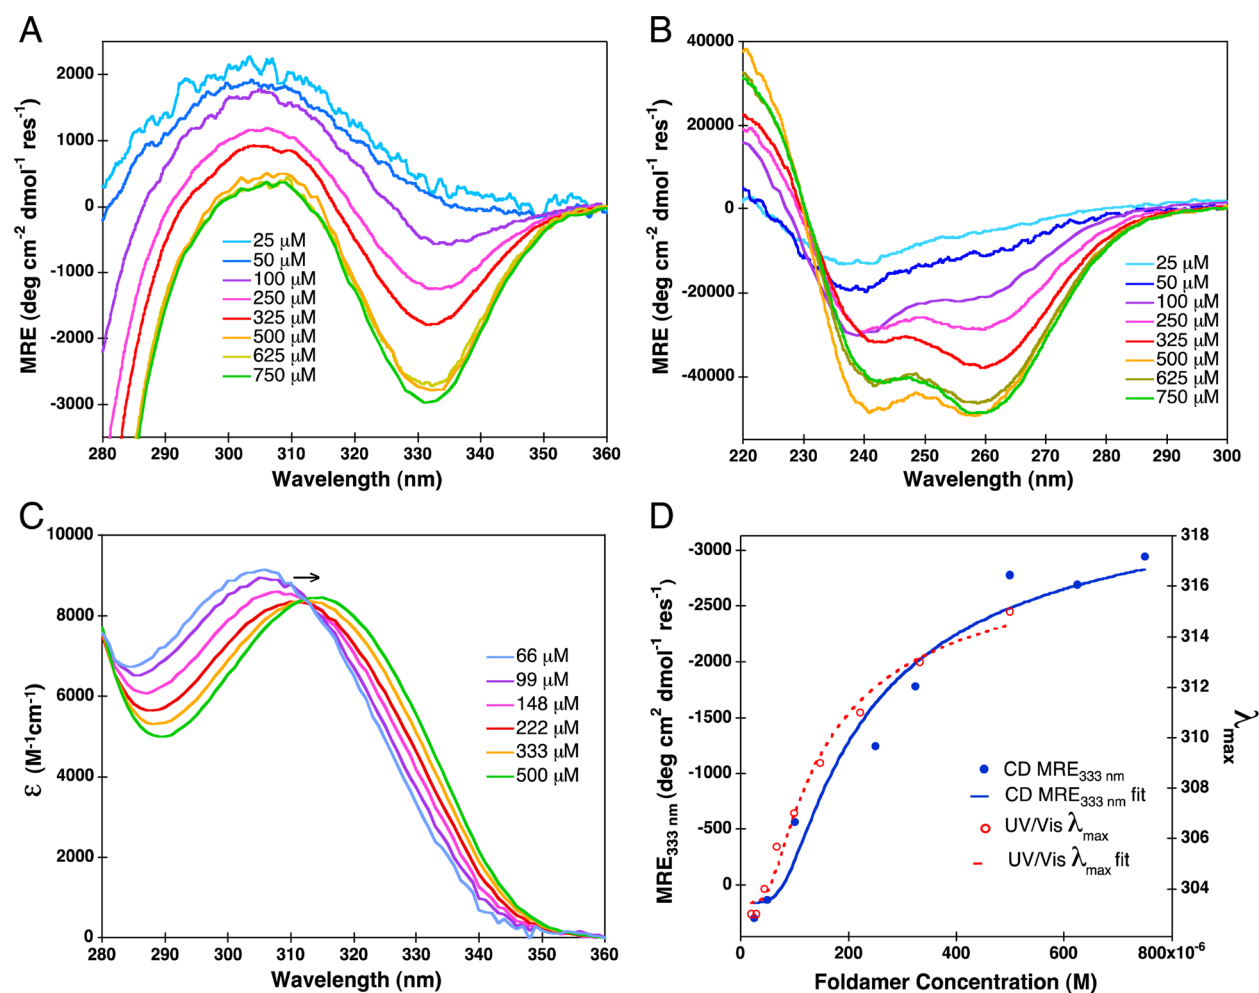 A
MRE (deg cm⁻² dmol⁻¹ res⁻¹)
2000
1000
0
-1000
-2000
-3000
25 μM
50 μM
100 μM
250 μM
325 μM
500 μM
625 μM
750 μM
280 290 300 310 320 330 340 350 360
Wavelength (nm)
B
MRE (deg cm⁻² dmol⁻¹ res⁻¹)
40000
20000
0
-20000
-40000
25 μM
50 μM
100 μM
250 μM
325 μM
500 μM
625 μM
750 μM
220 230 240 250 260 270 280 290 300
Wavelength (nm)
C
ε (M⁻¹cm⁻¹)
10000
8000
6000
4000
2000
0
66 μM
99 μM
148 μM
222 μM
333 μM
500 μM
280 290 300 310 320 330 340 350 360
Wavelength (nm)
D
MRE₃₃₃ ₙₘ (deg cm² dmol⁻¹ res⁻¹)
-3000
-2500
-2000
-1500
-1000
-500
0
318
316
314
312
310
308
306
304
λmax
CD MRE₃₃₃ ₙₘ
CD MRE₃₃₃ ₙₘ fit
UV/Vis λmax
UV/Vis λmax fit
0 200 400 600 800x10⁻⁶
Foldamer Concentration (M)